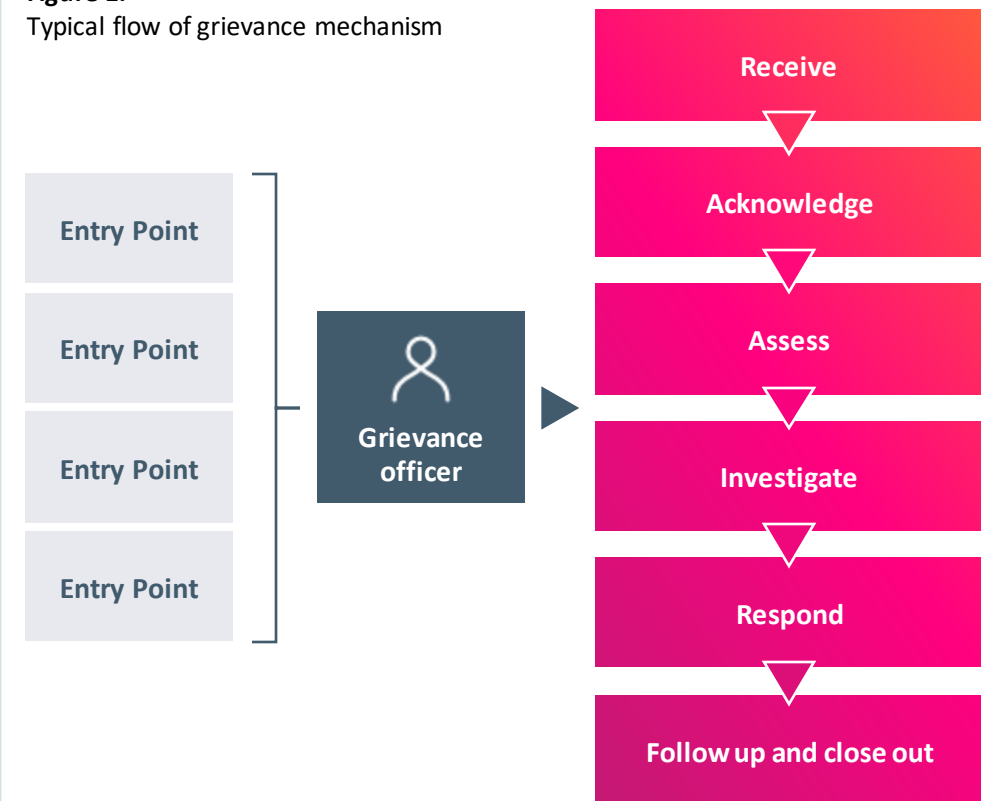 Typical flow of grievance mechanism
Entry Point
Entry Point
Entry Point
Entry Point
Grievance
officer
Receive
Acknowledge
Assess
Investigate
Respond
Follow up and close out